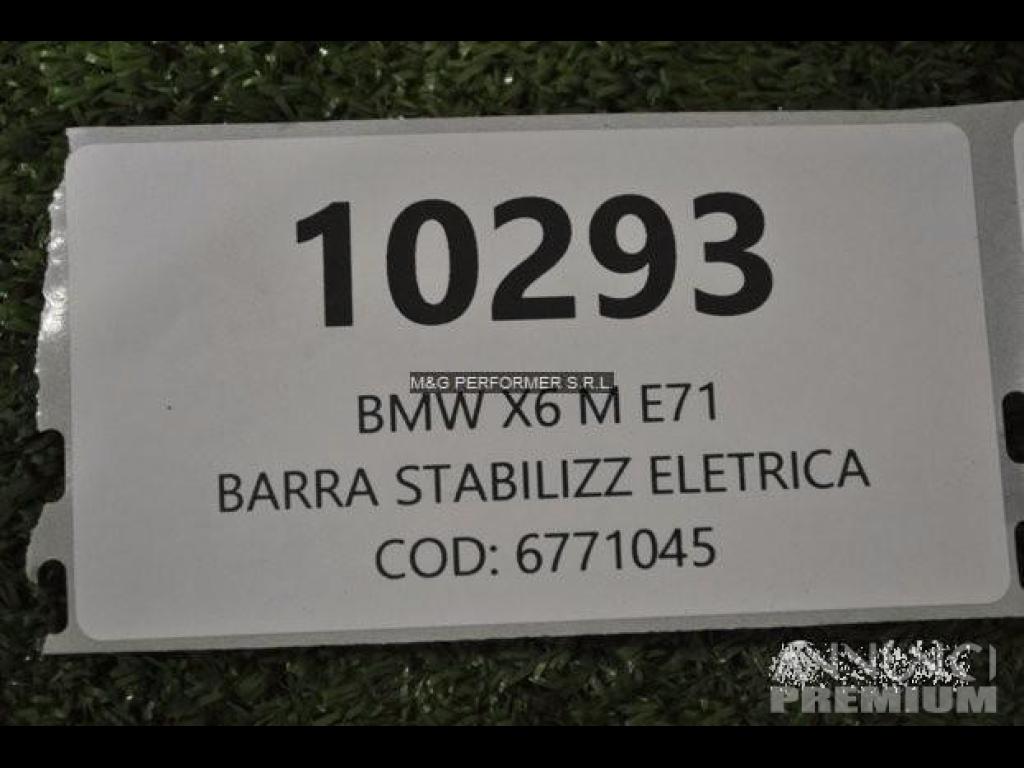 10293
M&G PERFORMER S.R.L.
BMW X6 M E71
BARRA STABILIZZ ELETRICA
COD: 6771045
PREMIUM